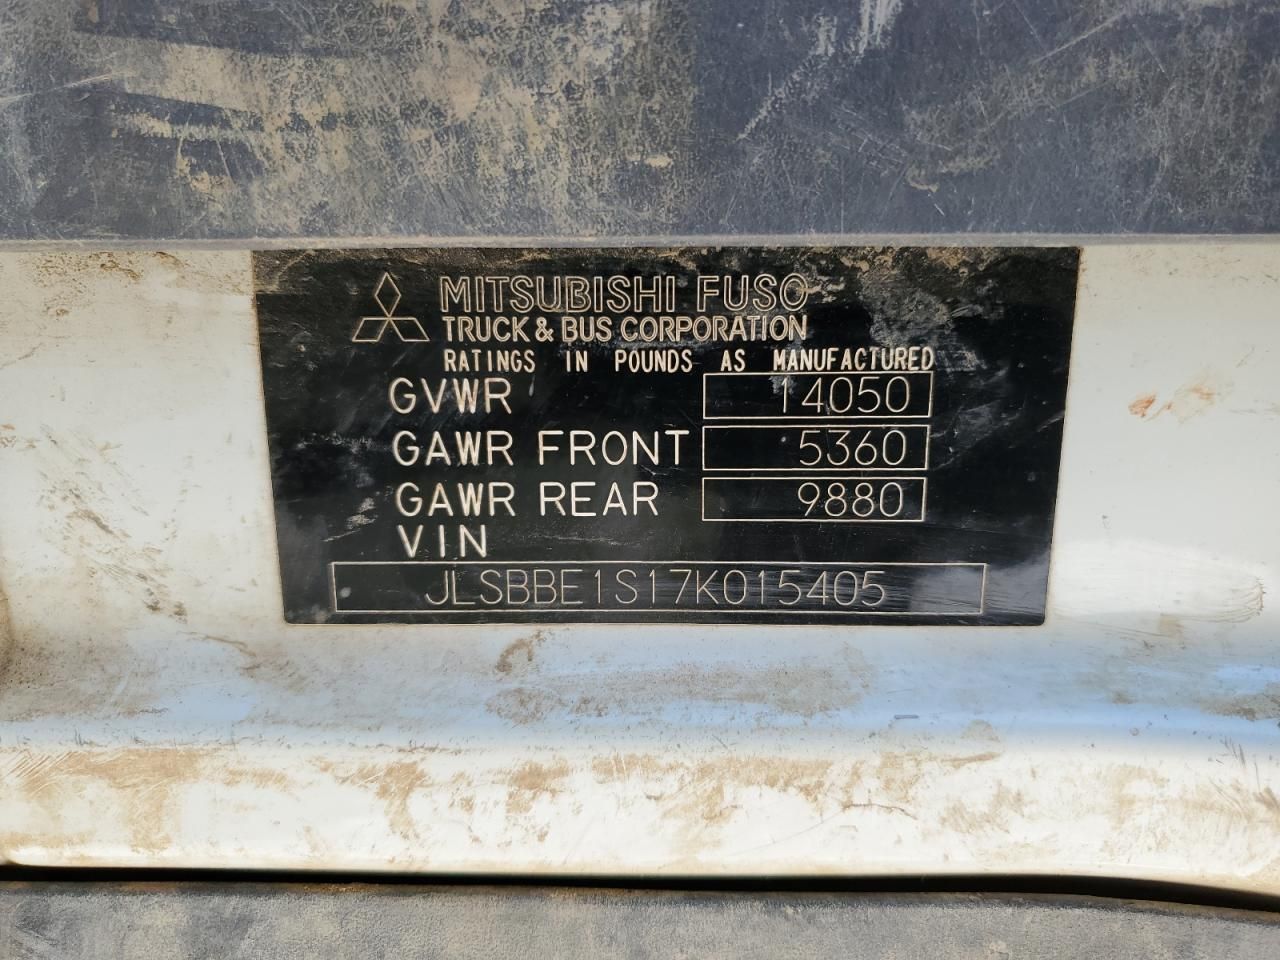 MITSUBISHI FUSO
TRUCK & BUS CORPORATION
RATINGS IN POUNDS AS MANUFACTURED
GVWR 14050
GAWR FRONT 5360
GAWR REAR 9880
VIN
JLSBBE1S17K015405